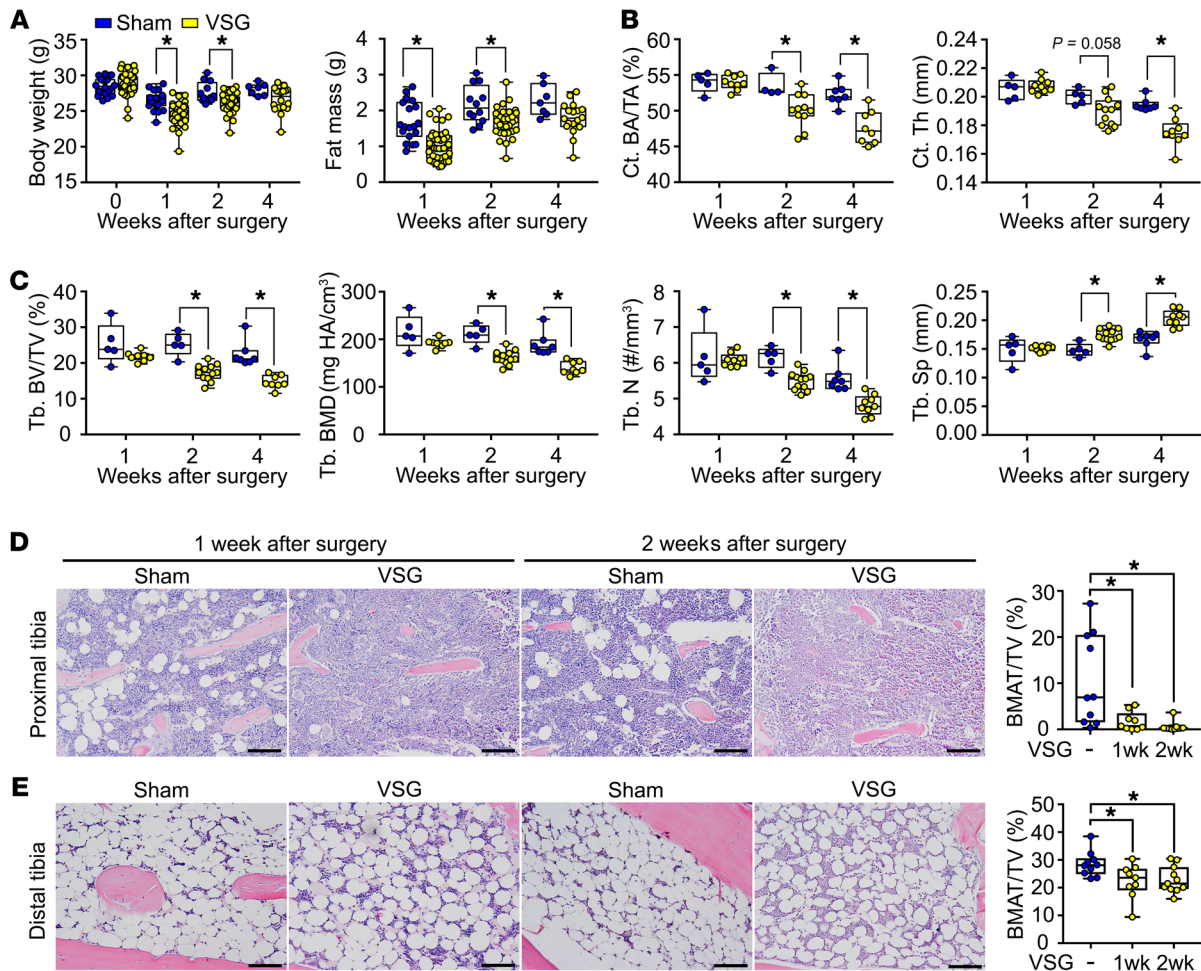 A
Sham VSG
Body weight (g)
35
30
25
20
15
* *
0 1 2 4
Weeks after surgery
Fat mass (g)
4
3
2
1
0
* *
1 2 4
Weeks after surgery
B
Ct. BA/TA (%)
60
55
50
45
40
* *
1 2 4
Weeks after surgery
Ct. Th (mm)
0.24
0.22
0.20
0.18
0.16
0.14
P = 0.058 *
1 2 4
Weeks after surgery
C
Tb. BV/TV (%)
40
30
20
10
0
* *
1 2 4
Weeks after surgery
Tb. BMD(mg HA/cm³)
300
200
100
0
* *
1 2 4
Weeks after surgery
Tb. N (#/mm³)
8
7
6
5
4
* *
1 2 4
Weeks after surgery
Tb. Sp (mm)
0.25
0.20
0.15
0.10
0.05
0.00
* *
1 2 4
Weeks after surgery
D
1 week after surgery 2 weeks after surgery
Sham VSG Sham VSG
Proximal tibia
BMAT/TV (%)
30
20
10
0
* *
VSG - 1wk 2wk
E
Sham VSG Sham VSG
Distal tibia
BMAT/TV (%)
50
40
30
20
10
0
* *
VSG - 1wk 2wk